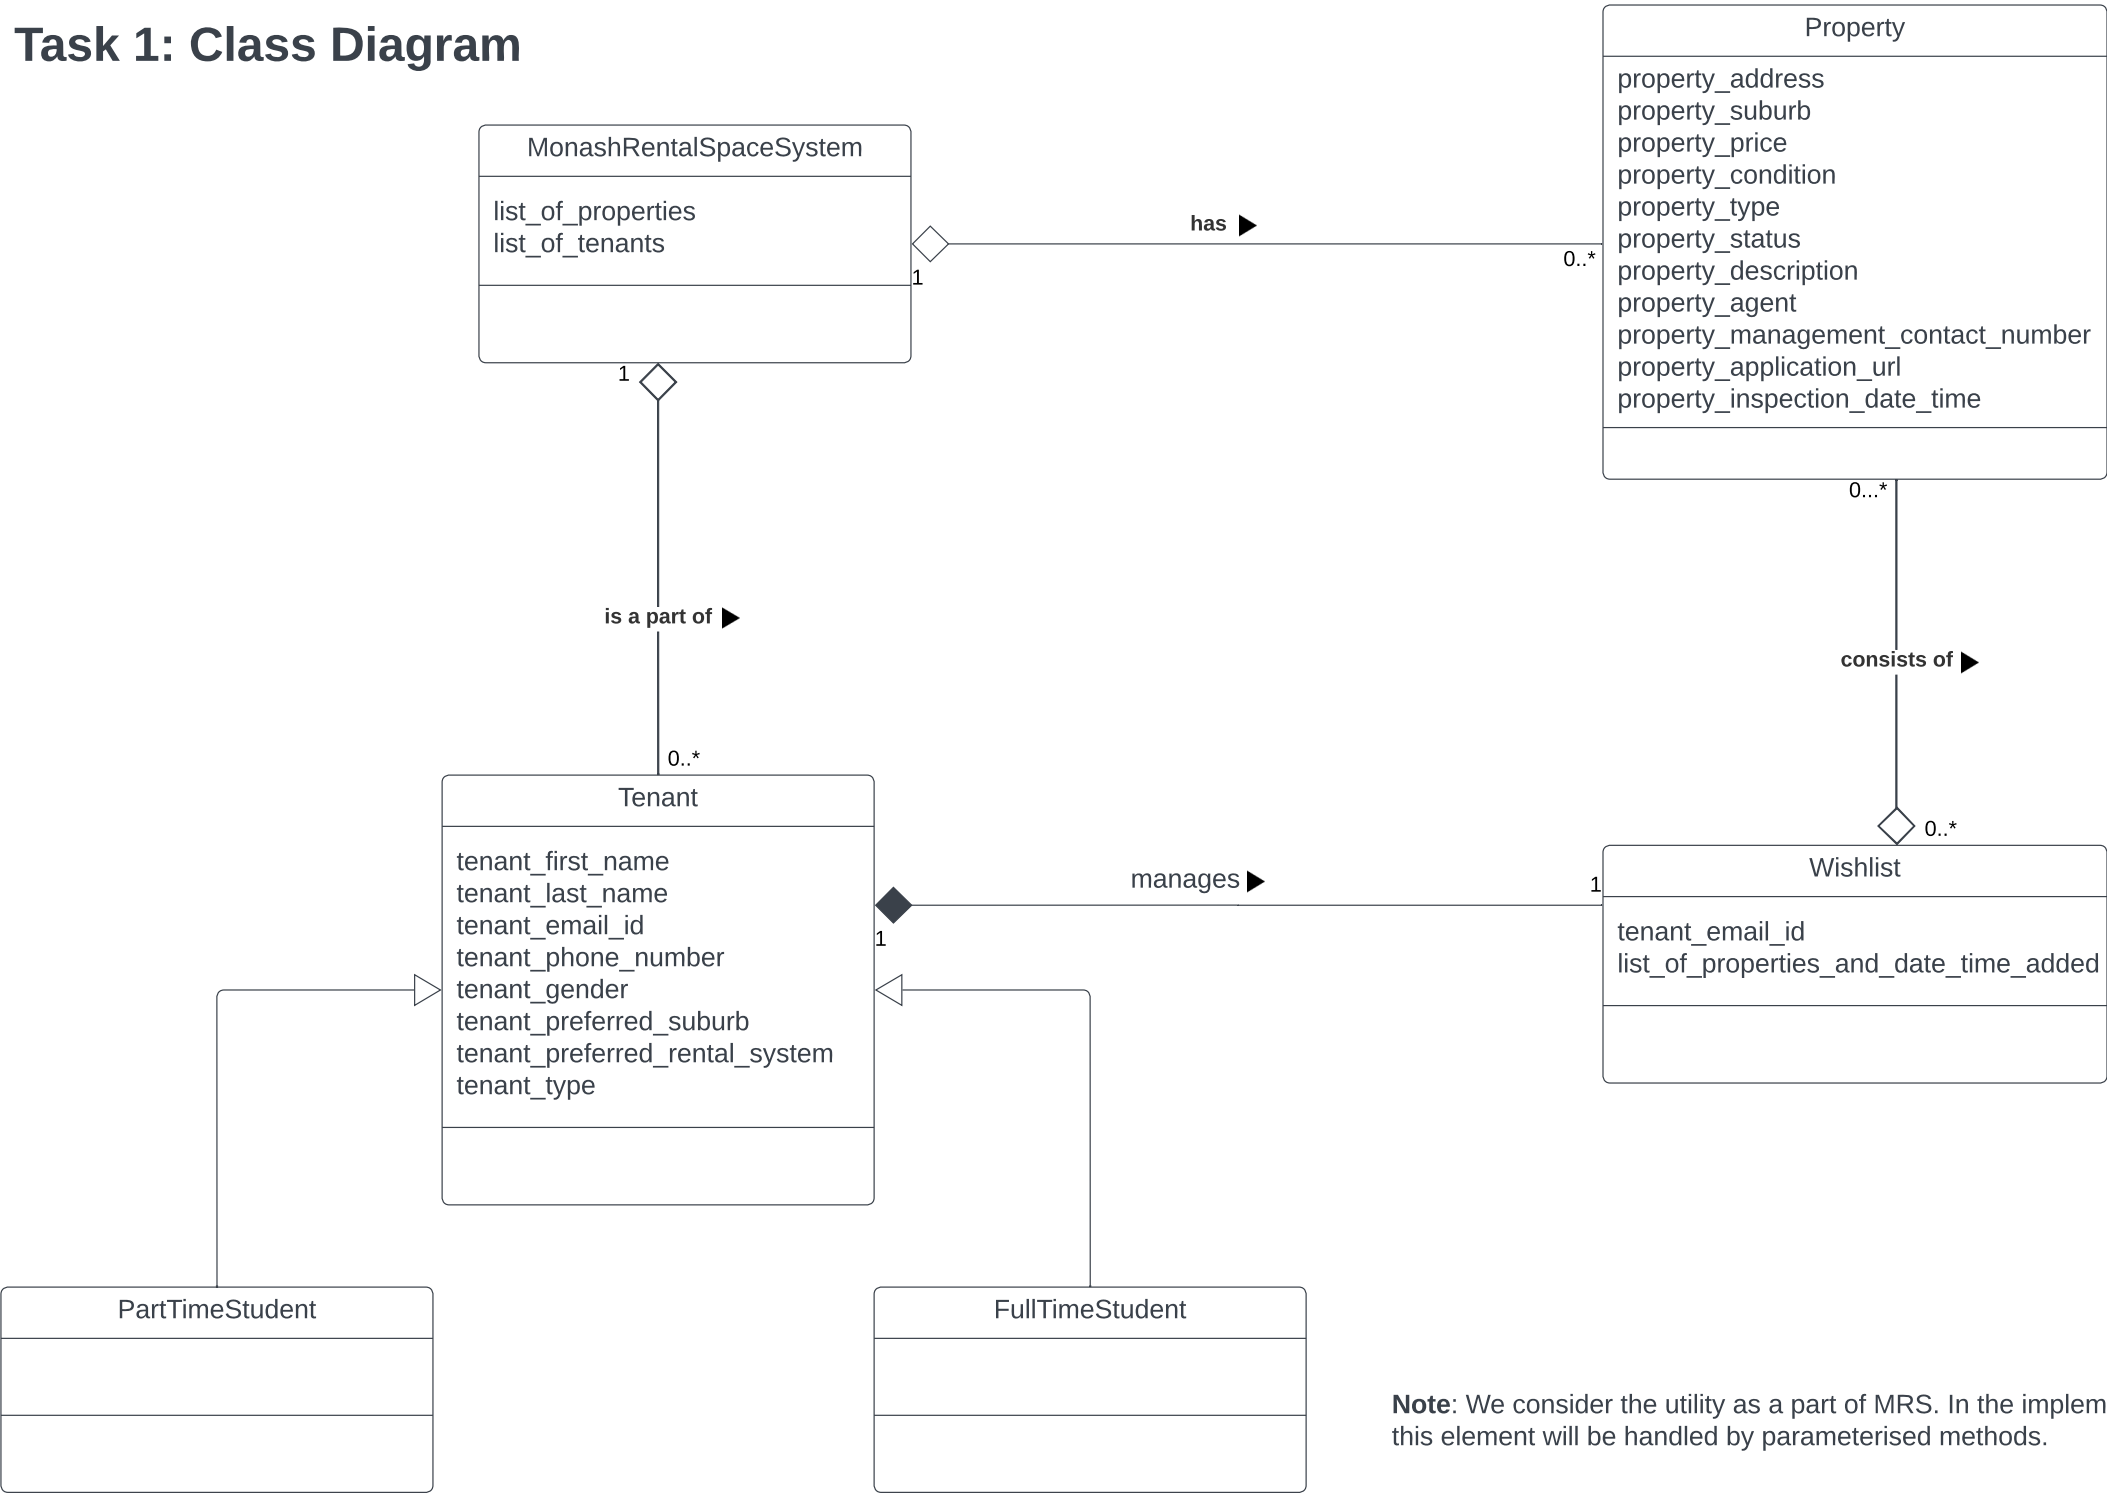 Task 1: Class Diagram
Property
property_address
property_suburb
property_price
property_condition
property_type
property_status
property_description
property_agent
property_management_contact_number
property_application_url
property_inspection_date_time
MonashRentalSpaceSystem
list_of_properties
list_of_tenants
has
1
0..*
1
is a part of
0..*
0...*
consists of
0..*
Tenant
tenant_first_name
tenant_last_name
tenant_email_id
tenant_phone_number
tenant_gender
tenant_preferred_suburb
tenant_preferred_rental_system
tenant_type
manages
1
1
Wishlist
tenant_email_id
list_of_properties_and_date_time_added
PartTimeStudent
FullTimeStudent
Note: We consider the utility as a part of MRS. In the implem
this element will be handled by parameterised methods.